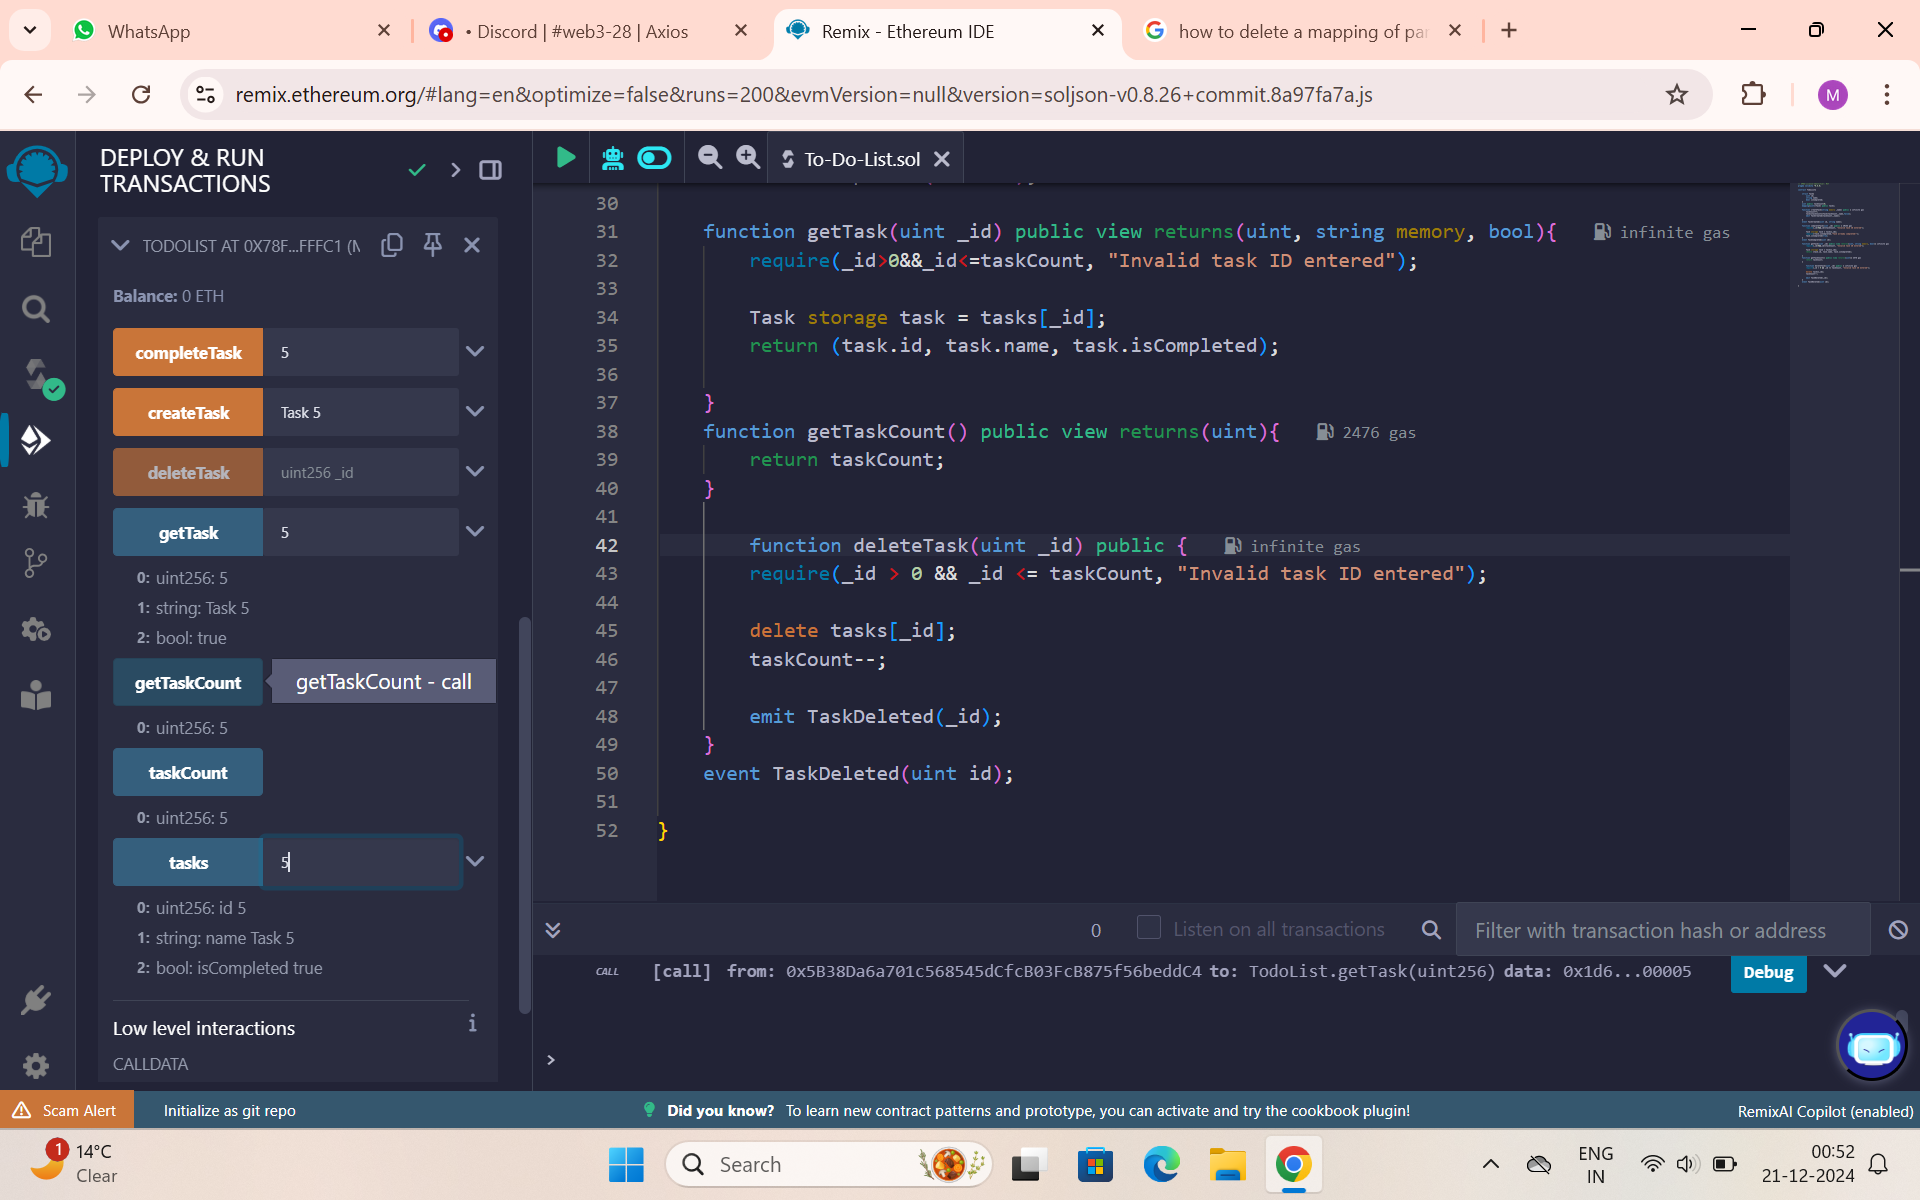 WhatsApp
• Discord | #web3-28 | Axios
Remix - Ethereum IDE
how to delete a mapping of par
remix.ethereum.org/#lang=en&optimize=false&runs=200&evmVersion=null&version=soljson-v0.8.26+commit.8a97fa7a.js
M
DEPLOY & RUN
TRANSACTIONS
TODOLIST AT 0X78F...FFFC1 (M
Balance: 0 ETH
completeTask 5
createTask Task 5
deleteTask uint256 _id
getTask 5
0: uint256: 5
1: string: Task 5
2: bool: true
getTaskCount getTaskCount - call
0: uint256: 5
taskCount
0: uint256: 5
tasks 5
0: uint256: id 5
1: string: name Task 5
2: bool: isCompleted true
Low level interactions i
CALLDATA
To-Do-List.sol
30
31 function getTask(uint _id) public view returns(uint, string memory, bool){ infinite gas
32 require(_id>0&&_id<=taskCount, "Invalid task ID entered");
33
34 Task storage task = tasks[_id];
35 return (task.id, task.name, task.isCompleted);
36
37 }
38 function getTaskCount() public view returns(uint){ 2476 gas
39 return taskCount;
40 }
41
42 function deleteTask(uint _id) public { infinite gas
43 require(_id > 0 && _id <= taskCount, "Invalid task ID entered");
44
45 delete tasks[_id];
46 taskCount--;
47
48 emit TaskDeleted(_id);
49 }
50 event TaskDeleted(uint id);
51
52 }
0 Listen on all transactions Filter with transaction hash or address
CALL [call] from: 0x5B38Da6a701c568545dCfcB03FcB875f56beddC4 to: TodoList.getTask(uint256) data: 0x1d6...00005 Debug
>
Scam Alert Initialize as git repo Did you know? To learn new contract patterns and prototype, you can activate and try the cookbook plugin! RemixAI Copilot (enabled)
1 14°C
Clear
Search
ENG
IN
00:52
21-12-2024